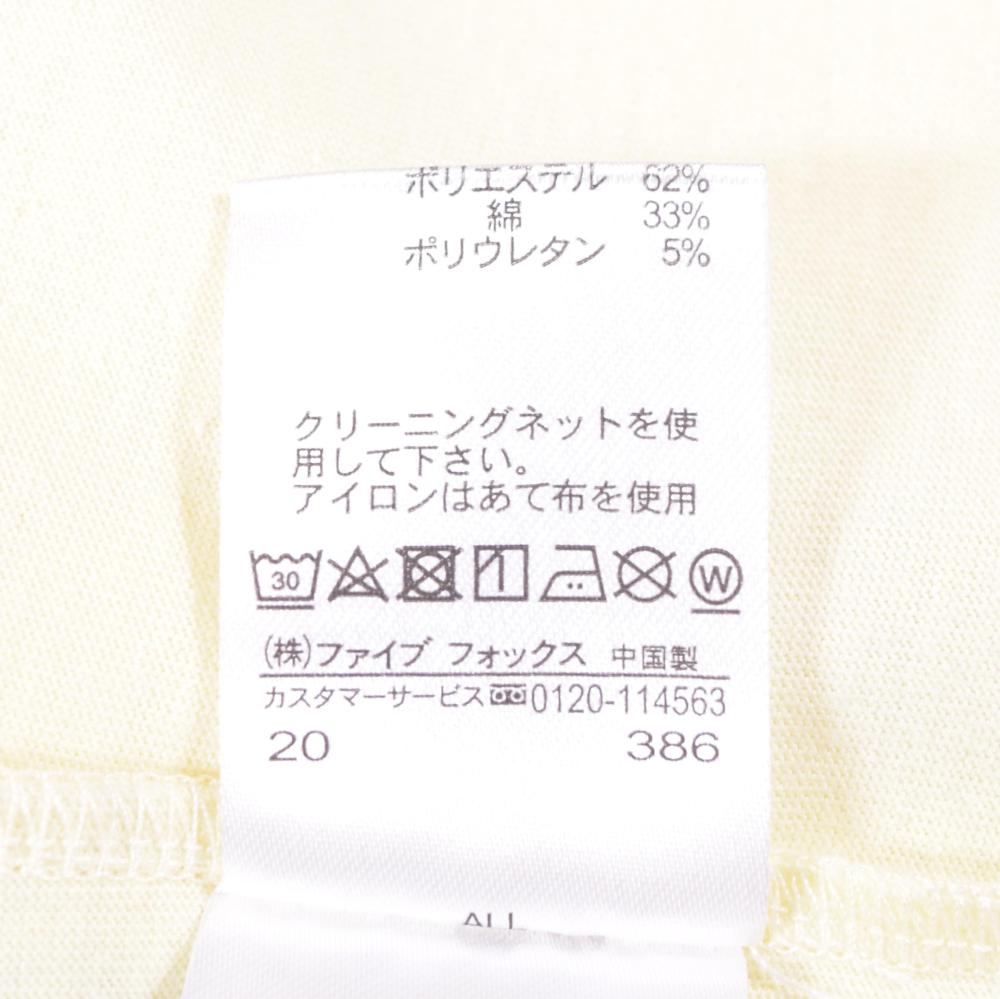 ポリエステル 62%
綿 33%
ポリウレタン 5%
クリーニングネットを使
用して下さい。
アイロンはあて布を使用
30 W
(株)ファイブ フォックス 中国製
カスタマーサービス 0120-114563
20 386
ALL